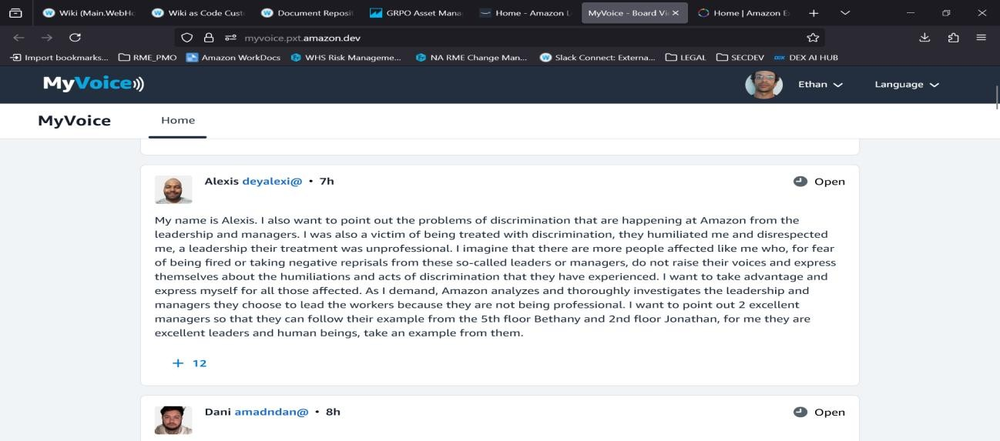 Wiki (Main.WebHo
Wiki as Code Cust
Document Reposit
GRPO Asset Mana
Home - Amazon L
MyVoice - Board Vi
Home | Amazon E
myvoice.pxt.amazon.dev
Import bookmarks...
RME_PMO
Amazon WorkDocs
WHS Risk Manageme...
NA RME Change Man...
Slack Connect: Externa...
LEGAL
SECDEV
DEX AI HUB
MyVoice
Ethan
Language
MyVoice
Home
Alexis deyalexi@ • 7h
Open
My name is Alexis. I also want to point out the problems of discrimination that are happening at Amazon from the
leadership and managers. I was also a victim of being treated with discrimination, they humiliated me and disrespected
me, a leadership their treatment was unprofessional. I imagine that there are more people affected like me who, for fear
of being fired or taking negative reprisals from these so-called leaders or managers, do not raise their voices and express
themselves about the humiliations and acts of discrimination that they have experienced. I want to take advantage and
express myself for all those affected. As I demand, Amazon analyzes and thoroughly investigates the leadership and
managers they choose to lead the workers because they are not being professional. I want to point out 2 excellent
managers so that they can follow their example from the 5th floor Bethany and 2nd floor Jonathan, for me they are
excellent leaders and human beings, take an example from them.
+ 12
Dani amadndan@ • 8h
Open